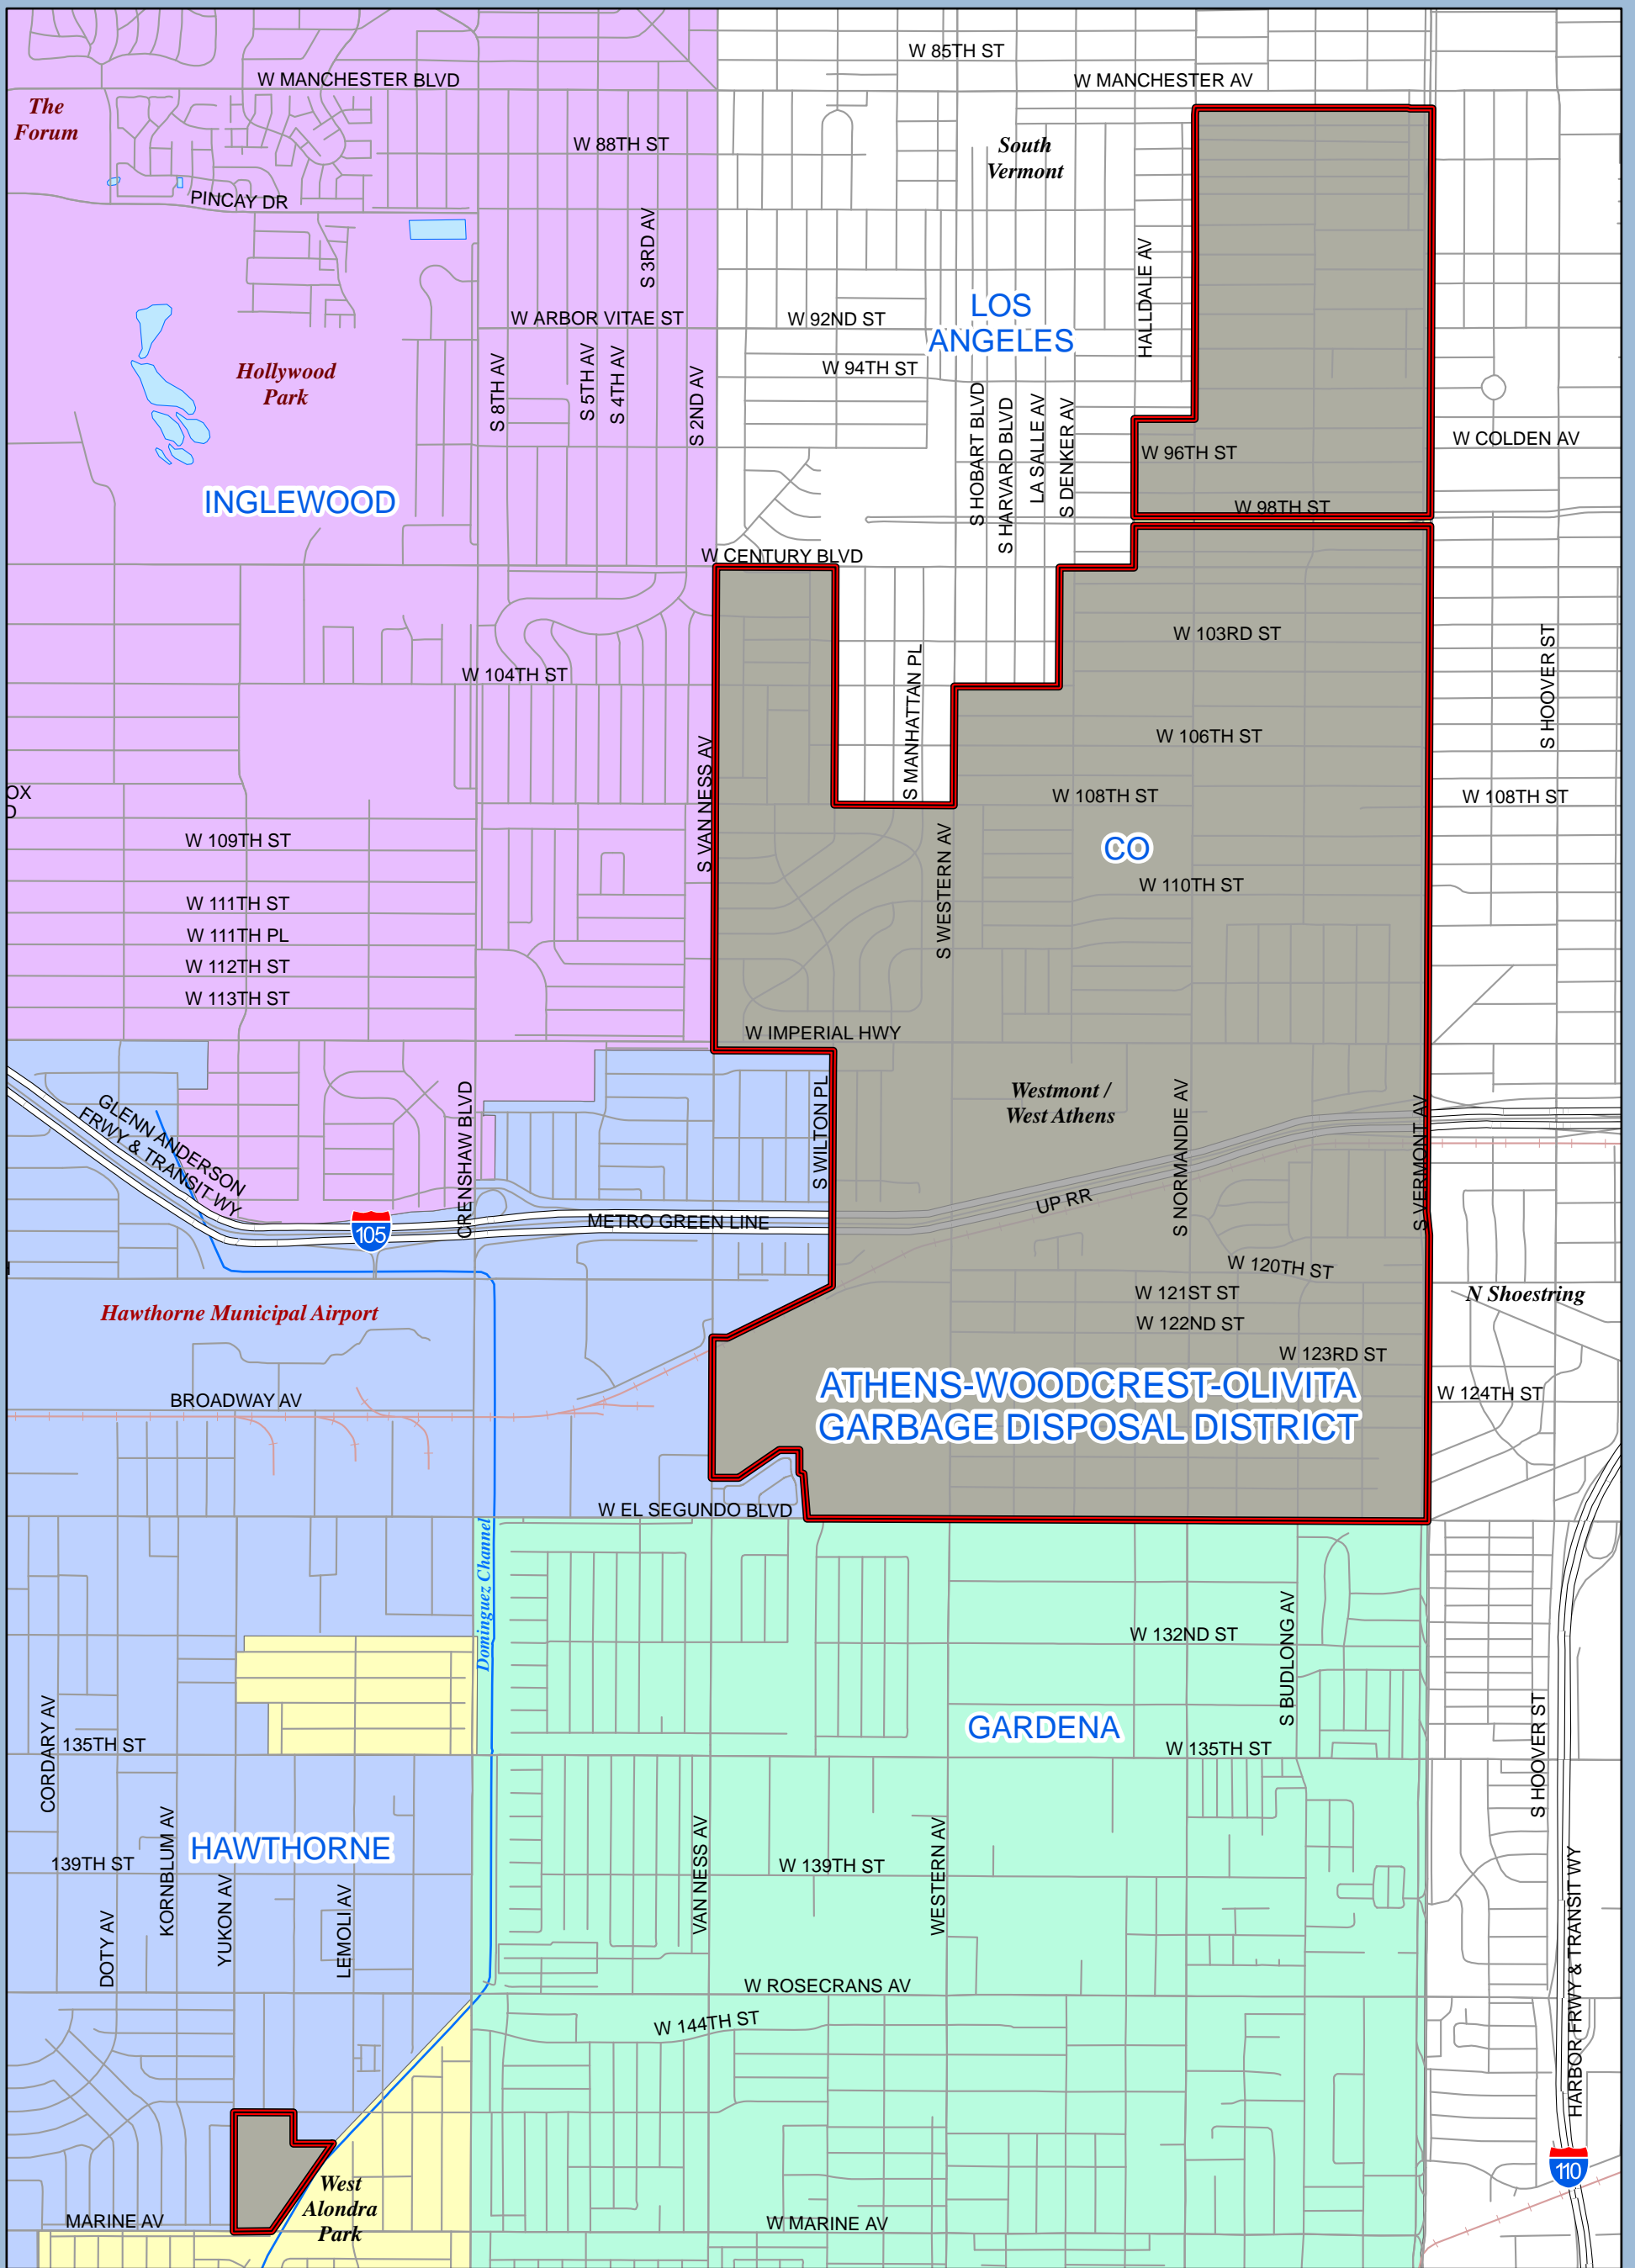 W 85TH ST
W MANCHESTER BLVD
W MANCHESTER AV
The
Forum
W 88TH ST
South
Vermont
PINCAY DR
S 3RD AV
HALLDALE AV
LOS
ANGELES
W ARBOR VITAE ST
W 92ND ST
Hollywood
Park
S 8TH AV
S 5TH AV
S 4TH AV
S 2ND AV
W 94TH ST
S HOBART BLVD
S HARVARD BLVD
LA SALLE AV
S DENKER AV
W COLDEN AV
W 96TH ST
INGLEWOOD
W 98TH ST
W CENTURY BLVD
W 103RD ST
S HOOVER ST
W 104TH ST
S MANHATTAN PL
W 106TH ST
S VAN NESS AV
OX
D
W 108TH ST
W 108TH ST
W 109TH ST
S WESTERN AV
CO
W 110TH ST
W 111TH ST
W 111TH PL
W 112TH ST
W 113TH ST
W IMPERIAL HWY
GLENN ANDERSON
FRWY & TRANSIT WY
CRENSHAW BLVD
S WILTON PL
Westmont /
West Athens
S NORMANDIE AV
S VERMONT AV
UP RR
105
METRO GREEN LINE
W 120TH ST
W 121ST ST
N Shoestring
Hawthorne Municipal Airport
W 122ND ST
W 123RD ST
ATHENS-WOODCREST-OLIVITA
GARBAGE DISPOSAL DISTRICT
BROADWAY AV
W 124TH ST
W EL SEGUNDO BLVD
Dominguez Channel
S BUDLONG AV
W 132ND ST
CORDARY AV
GARDENA
135TH ST
W 135TH ST
S HOOVER ST
HAWTHORNE
KORNBLUM AV
VAN NESS AV
WESTERN AV
139TH ST
W 139TH ST
DOTY AV
YUKON AV
LEMOLI AV
HARBOR FRWY & TRANSIT WY
W ROSECRANS AV
W 144TH ST
110
West
Alondra
Park
MARINE AV
W MARINE AV